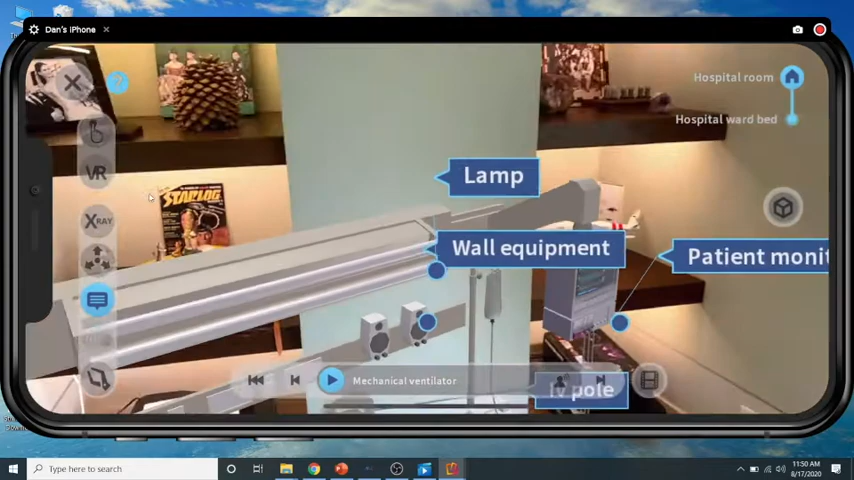 Dan's iPhone
Hospital room
Hospital ward bed
VR
STARLOG
XRAY
Lamp
Wall equipment
Patient monit
Mechanical ventilator
IV pole
Type here to search
11:50 AM
8/17/2020